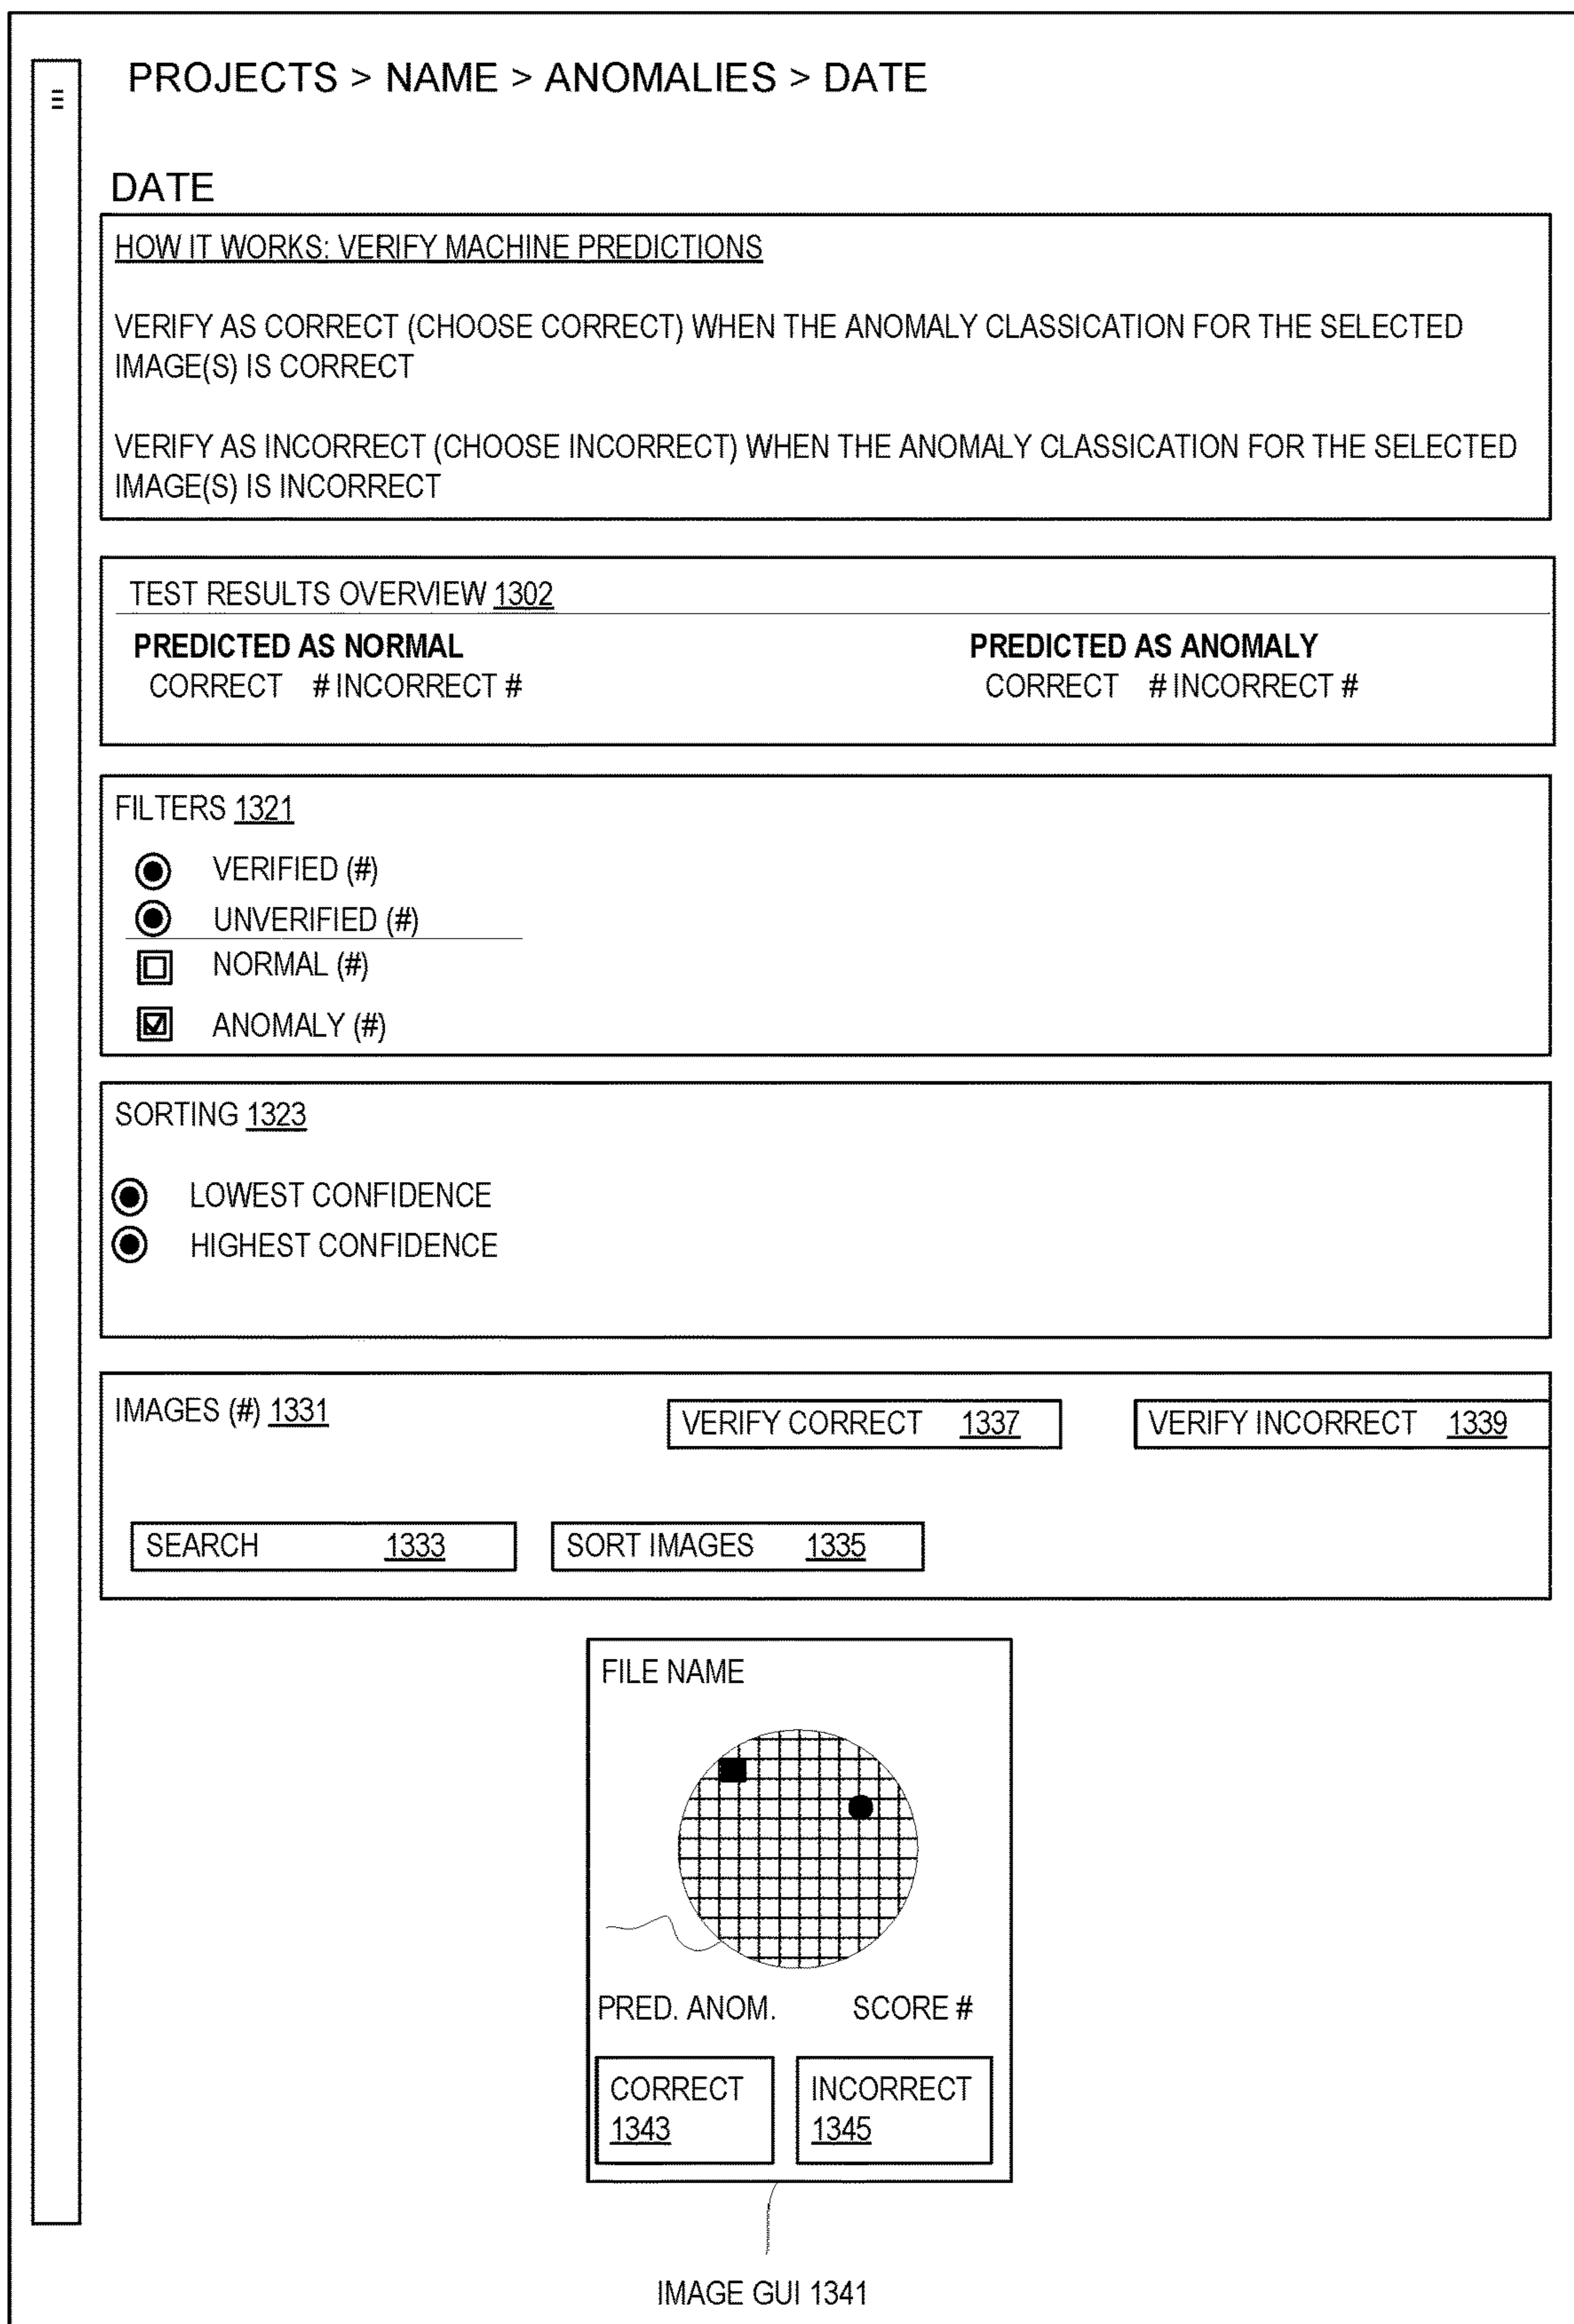 PROJECTS > NAME > ANOMALIES > DATE
DATE
HOW IT WORKS: VERIFY MACHINE PREDICTIONS
VERIFY AS CORRECT (CHOOSE CORRECT) WHEN THE ANOMALY CLASSICATION FOR THE SELECTED
IMAGE(S) IS CORRECT
VERIFY AS INCORRECT (CHOOSE INCORRECT) WHEN THE ANOMALY CLASSICATION FOR THE SELECTED
IMAGE(S) IS INCORRECT
TEST RESULTS OVERVIEW 1302
PREDICTED AS NORMAL PREDICTED AS ANOMALY
CORRECT # INCORRECT # CORRECT # INCORRECT #
FILTERS 1321
VERIFIED (#)
UNVERIFIED (#)
NORMAL (#)
ANOMALY (#)
SORTING 1323
LOWEST CONFIDENCE
HIGHEST CONFIDENCE
IMAGES (#) 1331 VERIFY CORRECT 1337 VERIFY INCORRECT 1339
SEARCH 1333 SORT IMAGES 1335
FILE NAME
PRED. ANOM. SCORE #
CORRECT INCORRECT
1343 1345
IMAGE GUI 1341